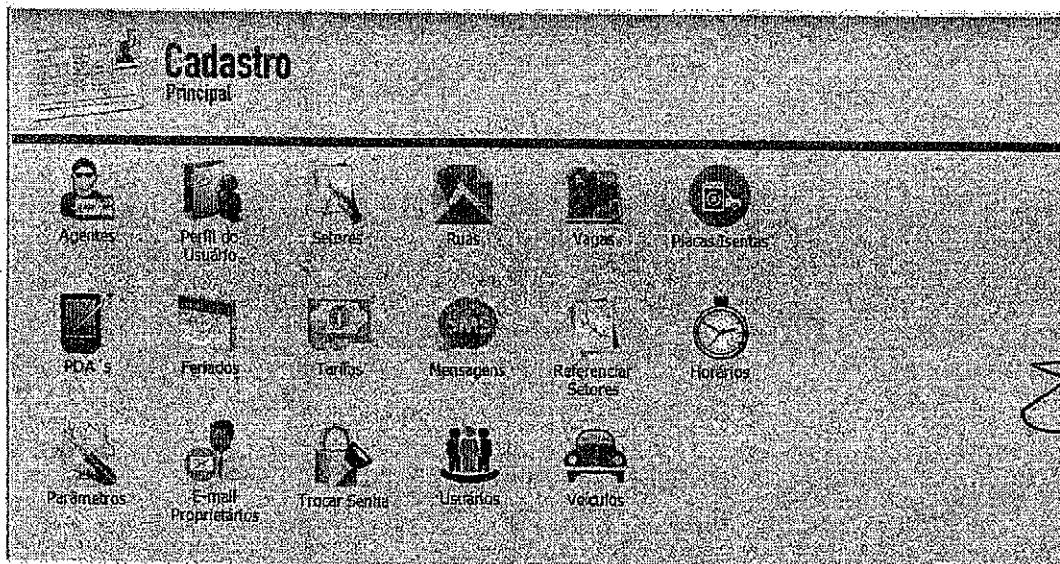 Cadastro
Principal
Agentes
Perfil do
Usuário
Setores
Ruas
Vagas
Placas Isentas
PDA´s
Feriados
Tarifas
Mensagens
Referenciar
Setores
Horários
Parâmetros
E-mail
Proprietários
Trocar Senha
Usuários
Veículos